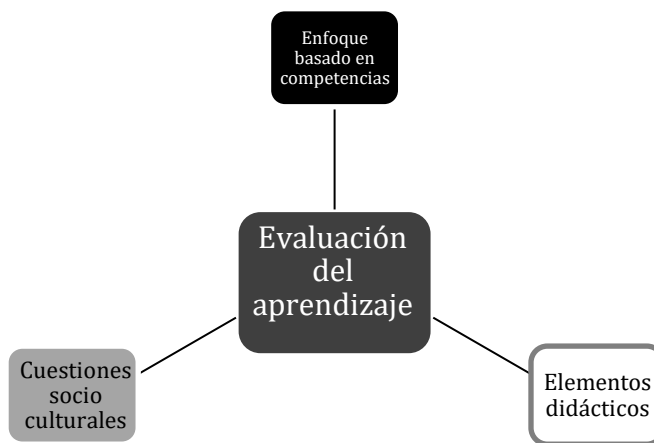 Enfoque
basado en
competencias
Evaluación
del
aprendizaje
Cuestiones
socio
culturales
Elementos
didácticos